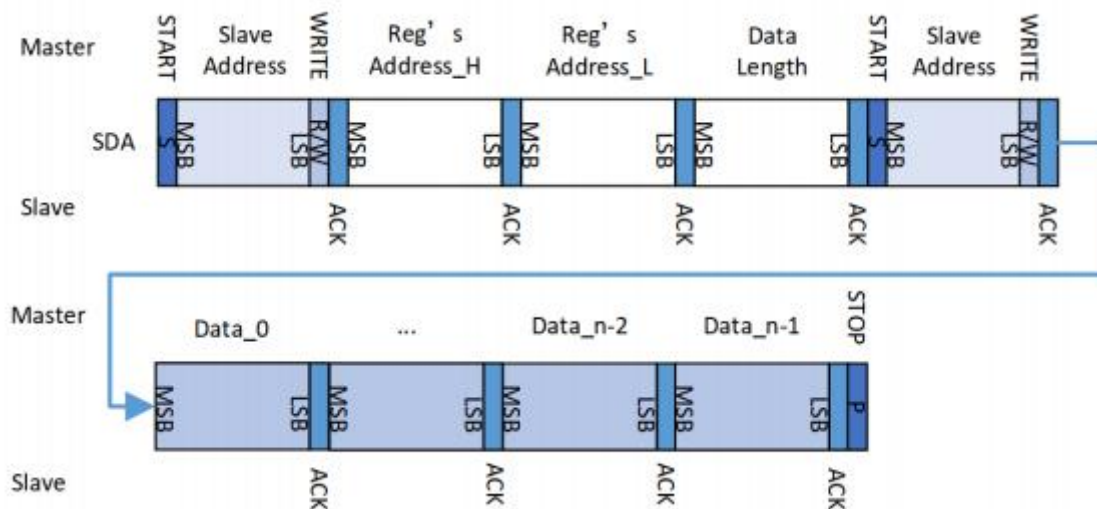 Master
START
Slave
Address
WRITE
Reg’s
Address_H
Reg’s
Address_L
Data
Length
START
Slave
Address
WRITE
SDA
S
MSB
LSB
R/W
MSB
LSB
MSB
LSB
MSB
LSB
S
MSB
LSB
R/W
Slave
ACK
ACK
ACK
ACK
ACK
Master
Data_0
...
Data_n-2
Data_n-1
STOP
MSB
LSB
MSB
LSB
MSB
LSB
MSB
LSB
P
Slave
ACK
ACK
ACK
ACK